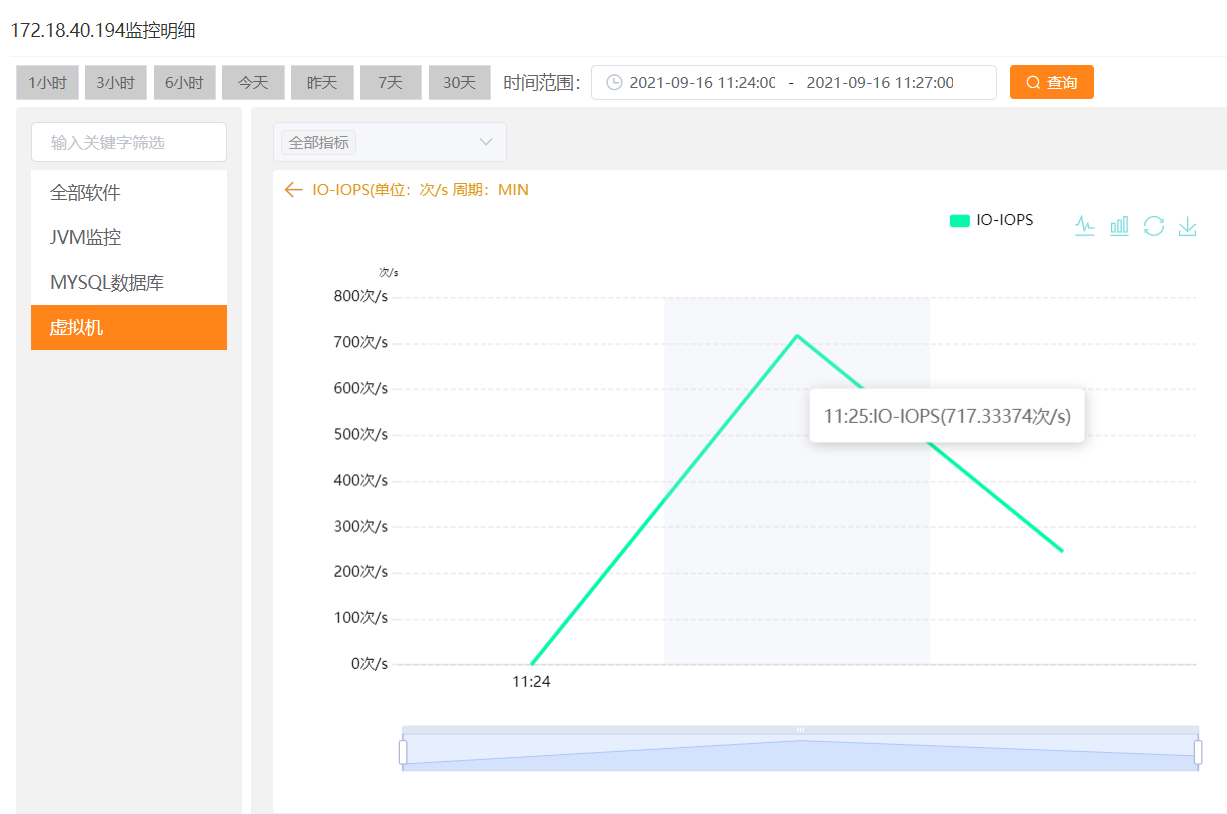 172.18.40.194监控明细
1小时 3小时 6小时 今天 昨天 7天 30天 时间范围： 2021-09-16 11:24:00 - 2021-09-16 11:27:00 查询
输入关键字筛选
全部指标
全部软件
JVM监控
MYSQL数据库
虚拟机
IO-IOPS(单位：次/s 周期：MIN
IO-IOPS
次/s
800次/s
700次/s
600次/s
11:25:IO-IOPS(717.33374次/s)
500次/s
400次/s
300次/s
200次/s
100次/s
0次/s
11:24